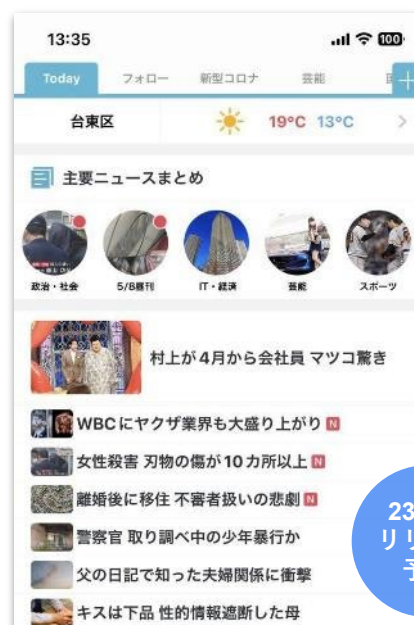 13:35
100
Today フォロー 新型コロナ 芸能
台東区 19°C 13°C
主要ニュースまとめ
政治・社会 5/8週刊 IT・経済 芸能 スポーツ
村上が4月から会社員 マツコ驚き
WBCにヤクザ業界も大盛り上がり N
女性殺害 刃物の傷が10カ所以上 N
離婚後に移住 不審者扱いの悲劇 N
警察官 取り調べ中の少年暴行か
父の日記で知った夫婦関係に衝撃
キスは下品 性的情報遮断した母
23
リリ
予